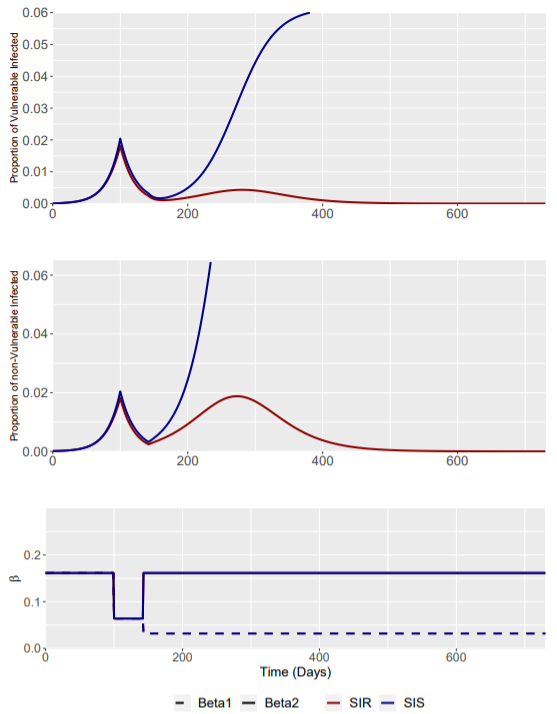 Proportion of Vulnerable Infected
0.06
0.05
0.04
0.03
0.02
0.01
0.00
0 200 400 600
Proportion of non-Vulnerable Infected
0.06
0.04
0.02
0.00
0 200 400 600
β
0.2
0.1
0.0
0 200 400 600
Time (Days)
Beta1 Beta2 SIR SIS